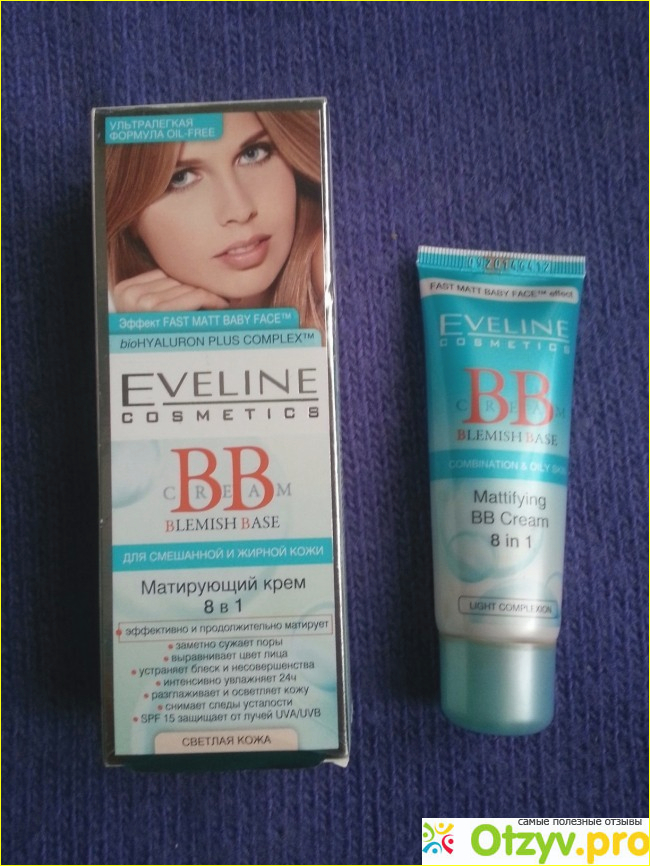 УЛЬТРАЛЕГКАЯ
ФОРМУЛА OIL-FREE
Эффект FAST MATT BABY FACE™
bioHYALURON PLUS COMPLEX™
EVELINE
COSMETICS
BB
CREAM
BLEMISH BASE
ДЛЯ СМЕШАННОЙ И ЖИРНОЙ КОЖИ
Матирующий крем
8 в 1
эффективно и продолжительно матирует
• заметно сужает поры
• выравнивает цвет лица
• устраняет блеск и несовершенства
• интенсивно увлажняет 24ч
• разглаживает и осветляет кожу
• снимает следы усталости
• SPF 15 защищает от лучей UVA/UVB
СВЕТЛАЯ КОЖА
FAST MATT BABY FACE™ effect
EVELINE
COSMETICS
BB
CREAM
BLEMISH BASE
COMBINATION & OILY SKIN
Mattifying
BB Cream
8 in 1
LIGHT COMPLEXION
самые полезные отзывы
Otzyv.pro